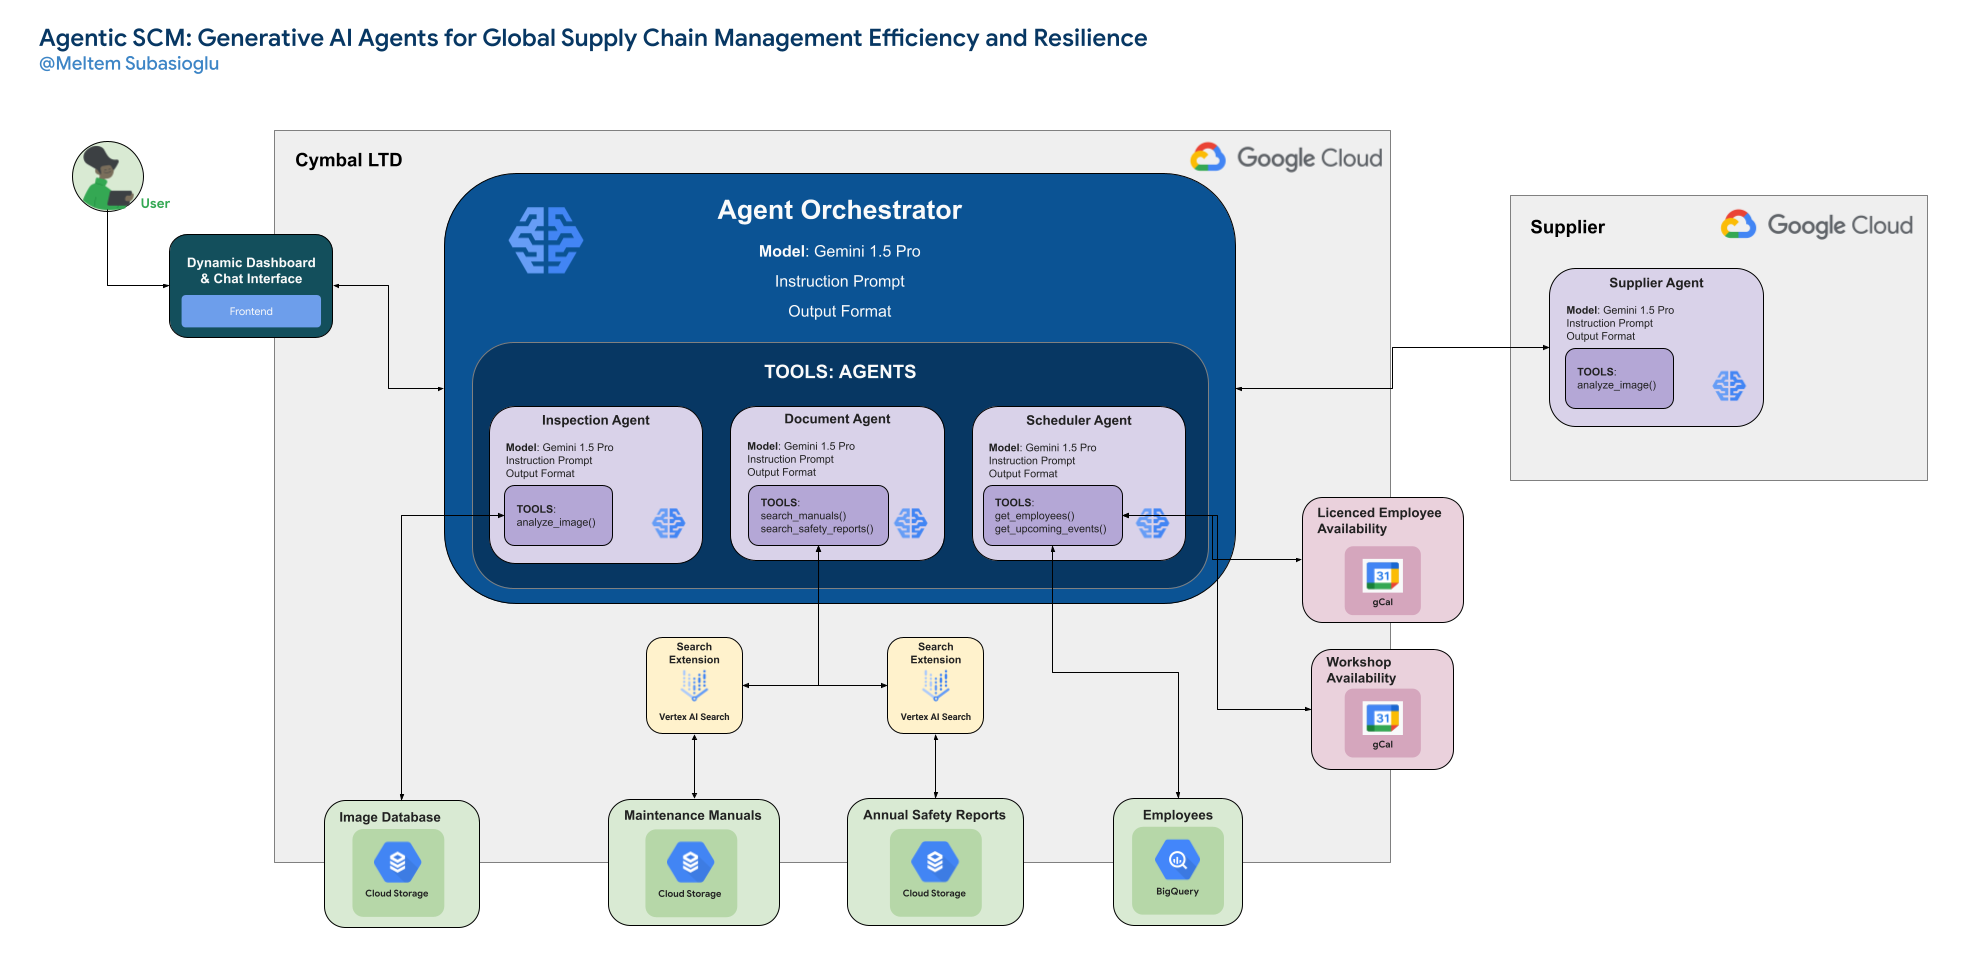 Agentic SCM: Generative AI Agents for Global Supply Chain Management Efficiency and Resilience
@Meltem Subasioglu
User
Dynamic Dashboard
& Chat Interface
Frontend
Cymbal LTD
Google Cloud
Agent Orchestrator
Model: Gemini 1.5 Pro
Instruction Prompt
Output Format
TOOLS: AGENTS
Inspection Agent
Model: Gemini 1.5 Pro
Instruction Prompt
Output Format
TOOLS:
analyze_image()
Document Agent
Model: Gemini 1.5 Pro
Instruction Prompt
Output Format
TOOLS:
search_manuals()
search_safety_reports()
Scheduler Agent
Model: Gemini 1.5 Pro
Instruction Prompt
Output Format
TOOLS:
get_employees()
get_upcoming_events()
Supplier
Google Cloud
Supplier Agent
Model: Gemini 1.5 Pro
Instruction Prompt
Output Format
TOOLS:
analyze_image()
Licenced Employee
Availability
31
gCal
Workshop
Availability
31
gCal
Search
Extension
Vertex AI Search
Search
Extension
Vertex AI Search
Image Database
Cloud Storage
Maintenance Manuals
Cloud Storage
Annual Safety Reports
Cloud Storage
Employees
BigQuery